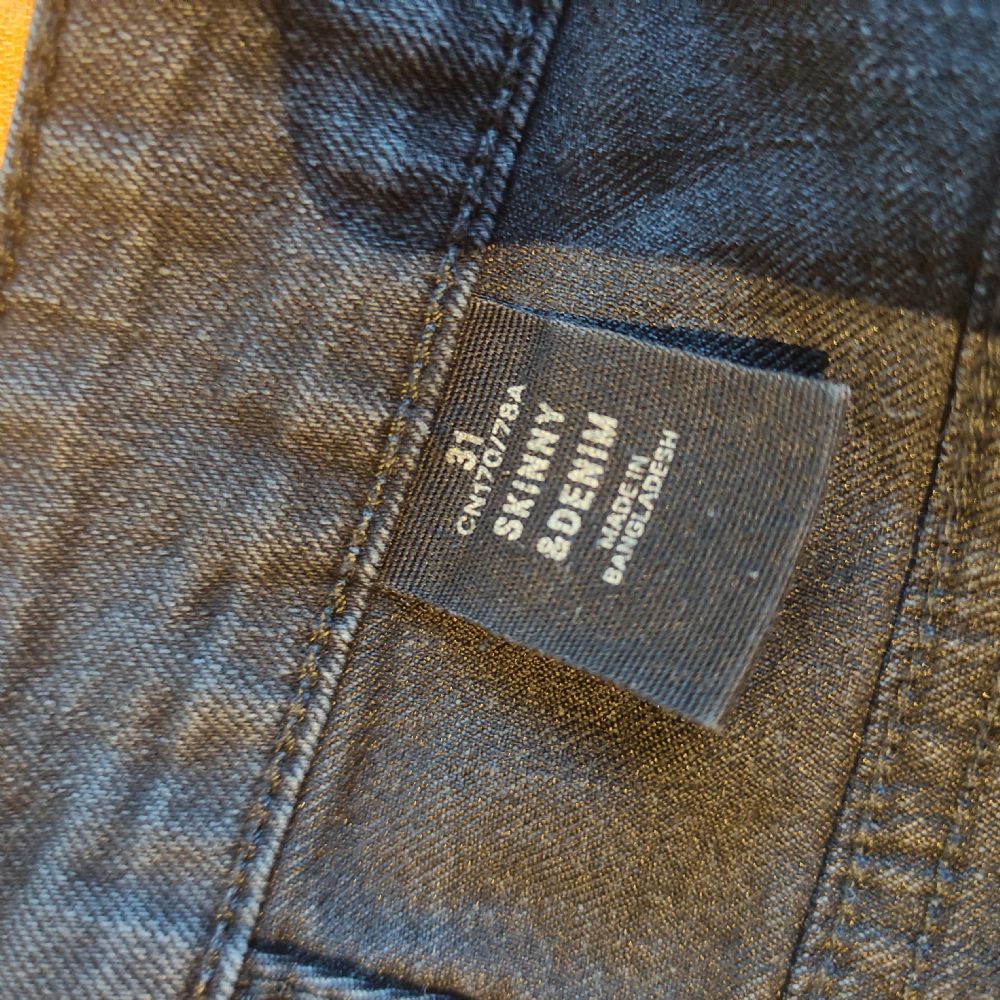 31
CN170/78A
SKINNY
&DENIM
MADE IN
BANGLADESH